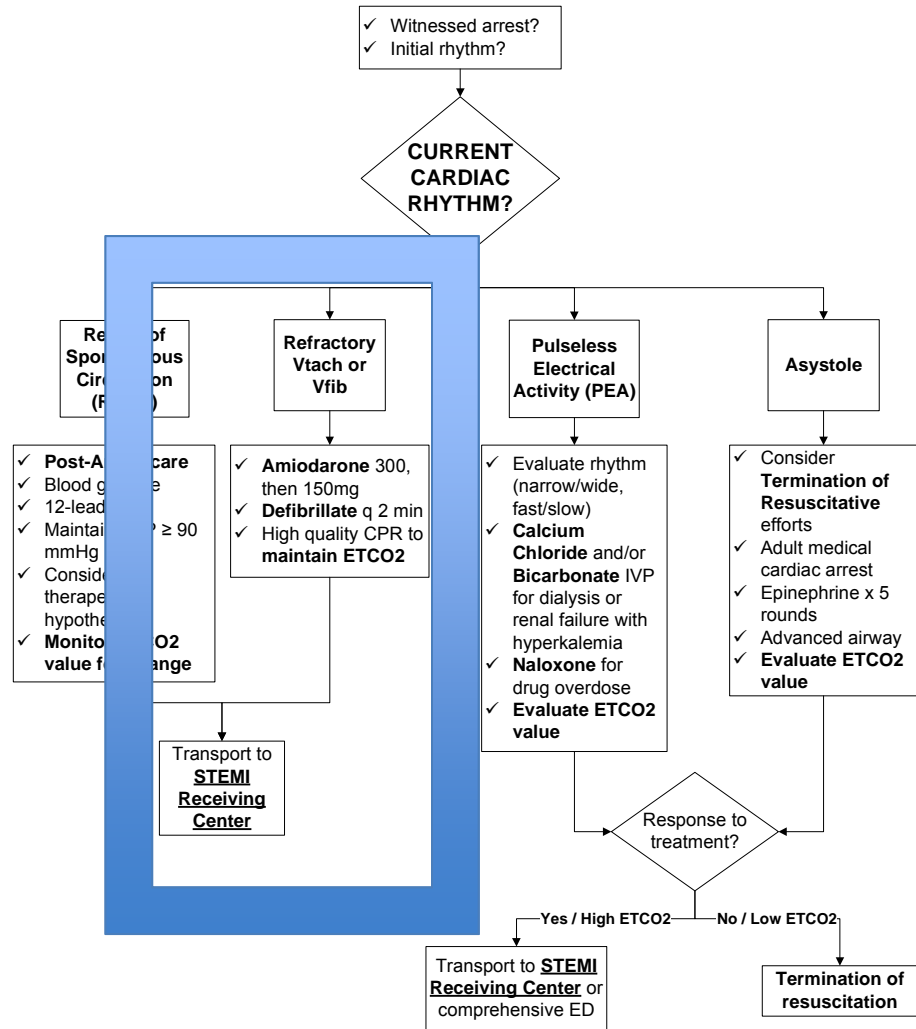 ✓ Witnessed arrest?
✓ Initial rhythm?
CURRENT
CARDIAC
RHYTHM?
of
✓ care
✓ Blood
✓ 12-lead
✓ ≥ 90
mmHg
✓
✓
value
Refractory
Vtach or
Vfib
✓ Amiodarone 300,
then 150mg
✓ Defibrillate q 2 min
✓ High quality CPR to
maintain ETCO2
Transport to
STEMI
Receiving
Center
Pulseless
Electrical
Activity (PEA)
✓ Evaluate rhythm
(narrow/wide,
fast/slow)
✓ Calcium
Chloride and/or
Bicarbonate IVP
for dialysis or
renal failure with
hyperkalemia
✓ Naloxone for
drug overdose
✓ Evaluate ETCO2
value
Asystole
✓ Consider
Termination of
Resuscitative
efforts
✓ Adult medical
cardiac arrest
✓ Epinephrine x 5
rounds
✓ Advanced airway
✓ Evaluate ETCO2
value
Response to
treatment?
Yes / High ETCO2
No / Low ETCO2
Transport to STEMI
Receiving Center or
comprehensive ED
Termination of
resuscitation